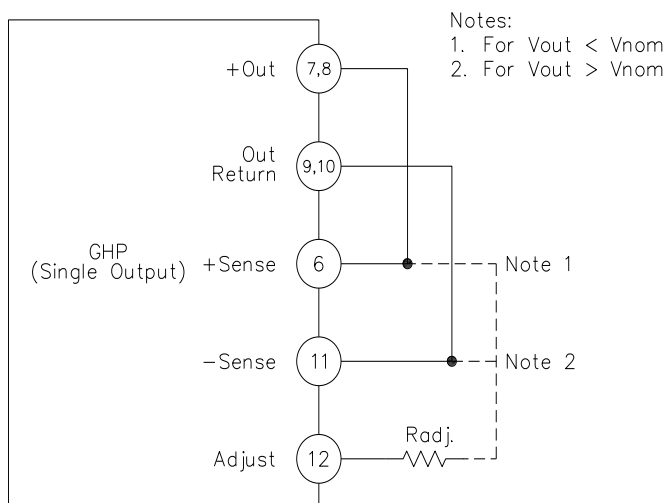 Notes:
1. For Vout < Vnom
2. For Vout > Vnom
+Out
7,8
Out
Return
9,10
GHP
(Single Output)
+Sense
6
Note 1
-Sense
11
Note 2
Adjust
12
Radj.